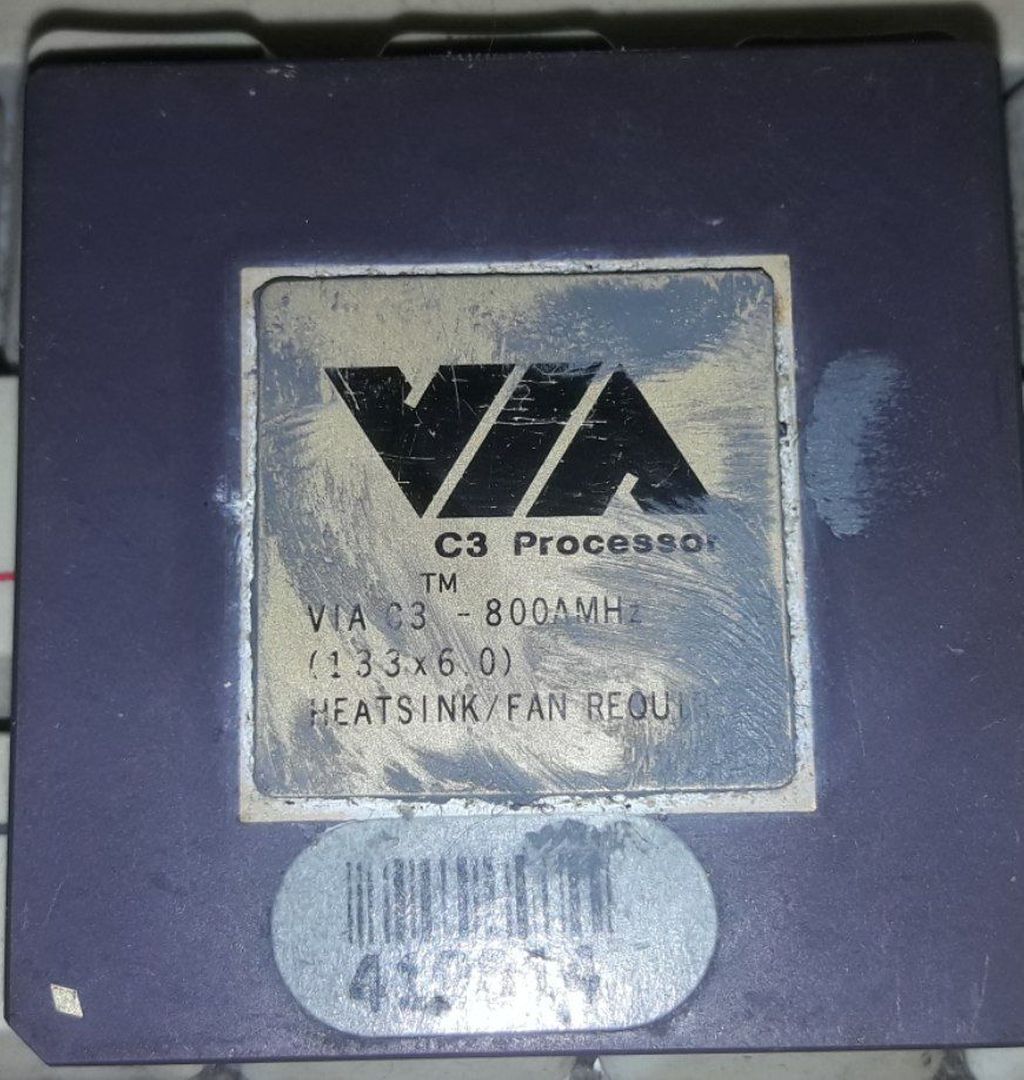 VIA
C3 Processor
TM
VIA C3 - 800AMHz
(133x6.0)
HEATSINK/FAN